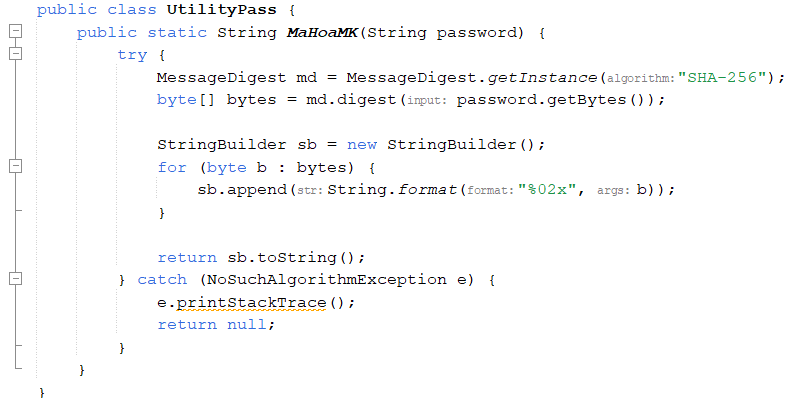 public class UtilityPass {
    public static String MaHoaMK(String password) {
        try {
            MessageDigest md = MessageDigest.getInstance(algorithm: "SHA-256");
            byte[] bytes = md.digest(input: password.getBytes());

            StringBuilder sb = new StringBuilder();
            for (byte b : bytes) {
                sb.append(str: String.format(format: "%02x", args: b));
            }

            return sb.toString();
        } catch (NoSuchAlgorithmException e) {
            e.printStackTrace();
            return null;
        }
    }
}